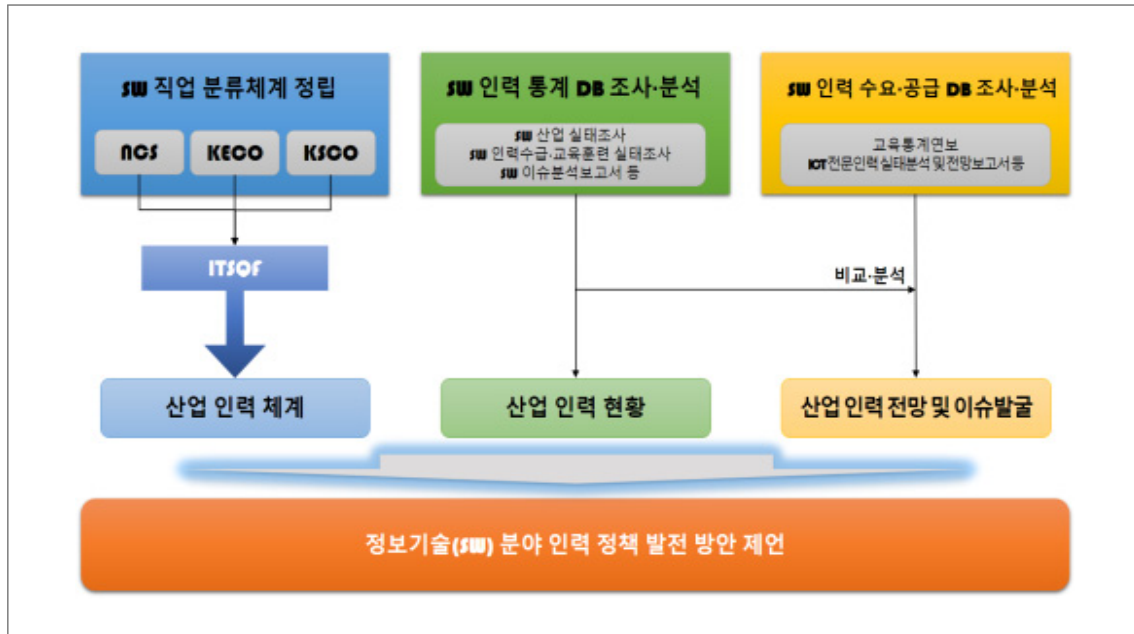 SW 직업 분류체계 정립
NCS
KECO
KSCO
ITSQF
산업 인력 체계
SW 인력 통계 DB 조사·분석
SW 산업 실태조사
SW 인력수급·교육훈련 실태조사
SW 이슈분석보고서 등
산업 인력 현황
SW 인력 수요·공급 DB 조사·분석
교육통계연보
ICT전문인력실태분석 및 전망보고서 등
비교·분석
산업 인력 전망 및 이슈발굴
정보기술(SW) 분야 인력 정책 발전 방안 제언